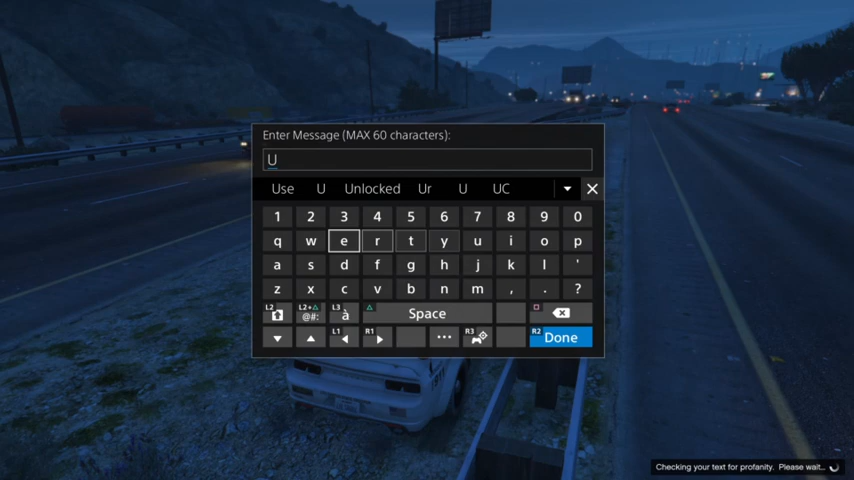 Enter Message (MAX 60 characters):
U
Use U Unlocked Ur U UC
1 2 3 4 5 6 7 8 9 0
q w e r t y u i o p
a s d f g h j k l '
z x c v b n m , . ?
L2 L2+△ @#: L3 à △ Space □
L1 R1 ... R3 R2 Done
Checking your text for profanity. Please wait...